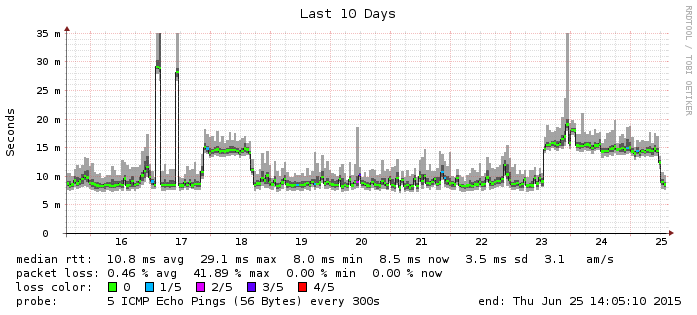 Last 10 Days
RRDTOOL / TOBI OETIKER
Seconds
35 m
30 m
25 m
20 m
15 m
10 m
5 m
0
16 17 18 19 20 21 22 23 24 25
median rtt: 10.8 ms avg 29.1 ms max 8.0 ms min 8.5 ms now 3.5 ms sd 3.1 am/s
packet loss: 0.46 % avg 41.89 % max 0.00 % min 0.00 % now
loss color: 0 1/5 2/5 3/5 4/5
probe: 5 ICMP Echo Pings (56 Bytes) every 300s end: Thu Jun 25 14:05:10 2015